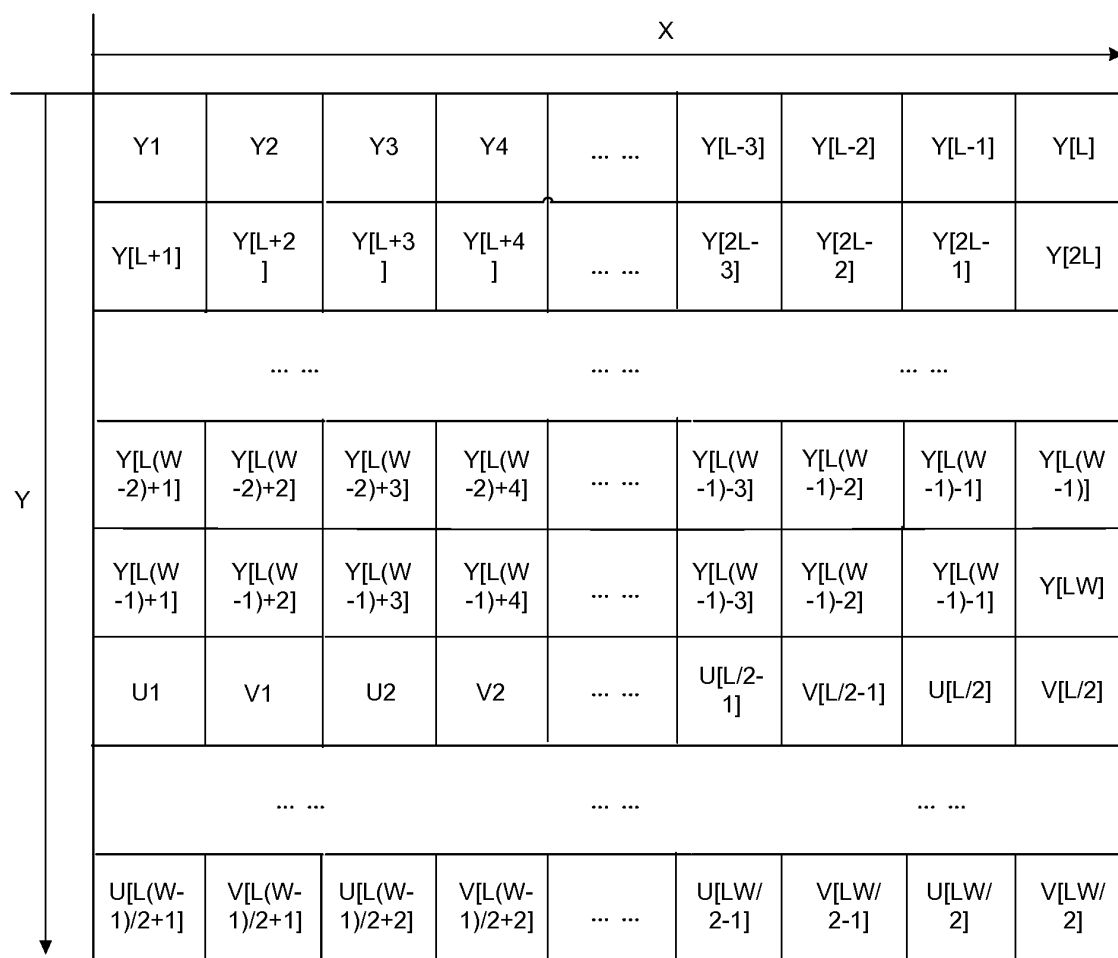 X
Y1 Y2 Y3 Y4 ... ... Y[L-3] Y[L-2] Y[L-1] Y[L]
Y[L+1] Y[L+2 Y[L+3 Y[L+4 ... ... Y[2L- Y[2L- Y[2L- Y[2L]
] ] ] 3] 2] 1]
... ... ... ... ... ...
Y
Y[L(W Y[L(W Y[L(W Y[L(W ... ... Y[L(W Y[L(W Y[L(W Y[L(W
-2)+1] -2)+2] -2)+3] -2)+4] -1)-3] -1)-2] -1)-1] -1)]
Y[L(W Y[L(W Y[L(W Y[L(W ... ... Y[L(W Y[L(W Y[L(W Y[LW]
-1)+1] -1)+2] -1)+3] -1)+4] -1)-3] -1)-2] -1)-1]
U1 V1 U2 V2 ... ... U[L/2- V[L/2-1] U[L/2] V[L/2]
1]
... ... ... ... ... ...
U[L(W- V[L(W- U[L(W- V[L(W- ... ... U[LW/ V[LW/ U[LW/ V[LW/
1)/2+1] 1)/2+1] 1)/2+2] 1)/2+2] 2-1] 2-1] 2] 2]